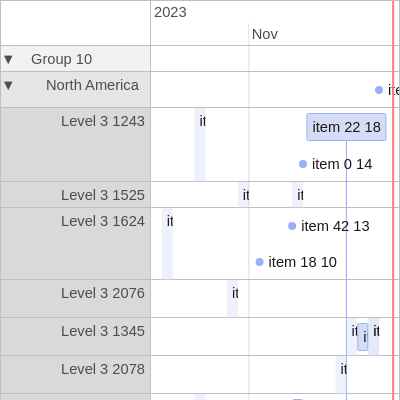 2023
Nov
▼ Group 10
▼ North America
ite
Level 3 1243
it
item 22 18
item 0 14
Level 3 1525
it
it
Level 3 1624
it
item 42 13
item 18 10
Level 3 2076
it
Level 3 1345
it
i
it
Level 3 2078
it